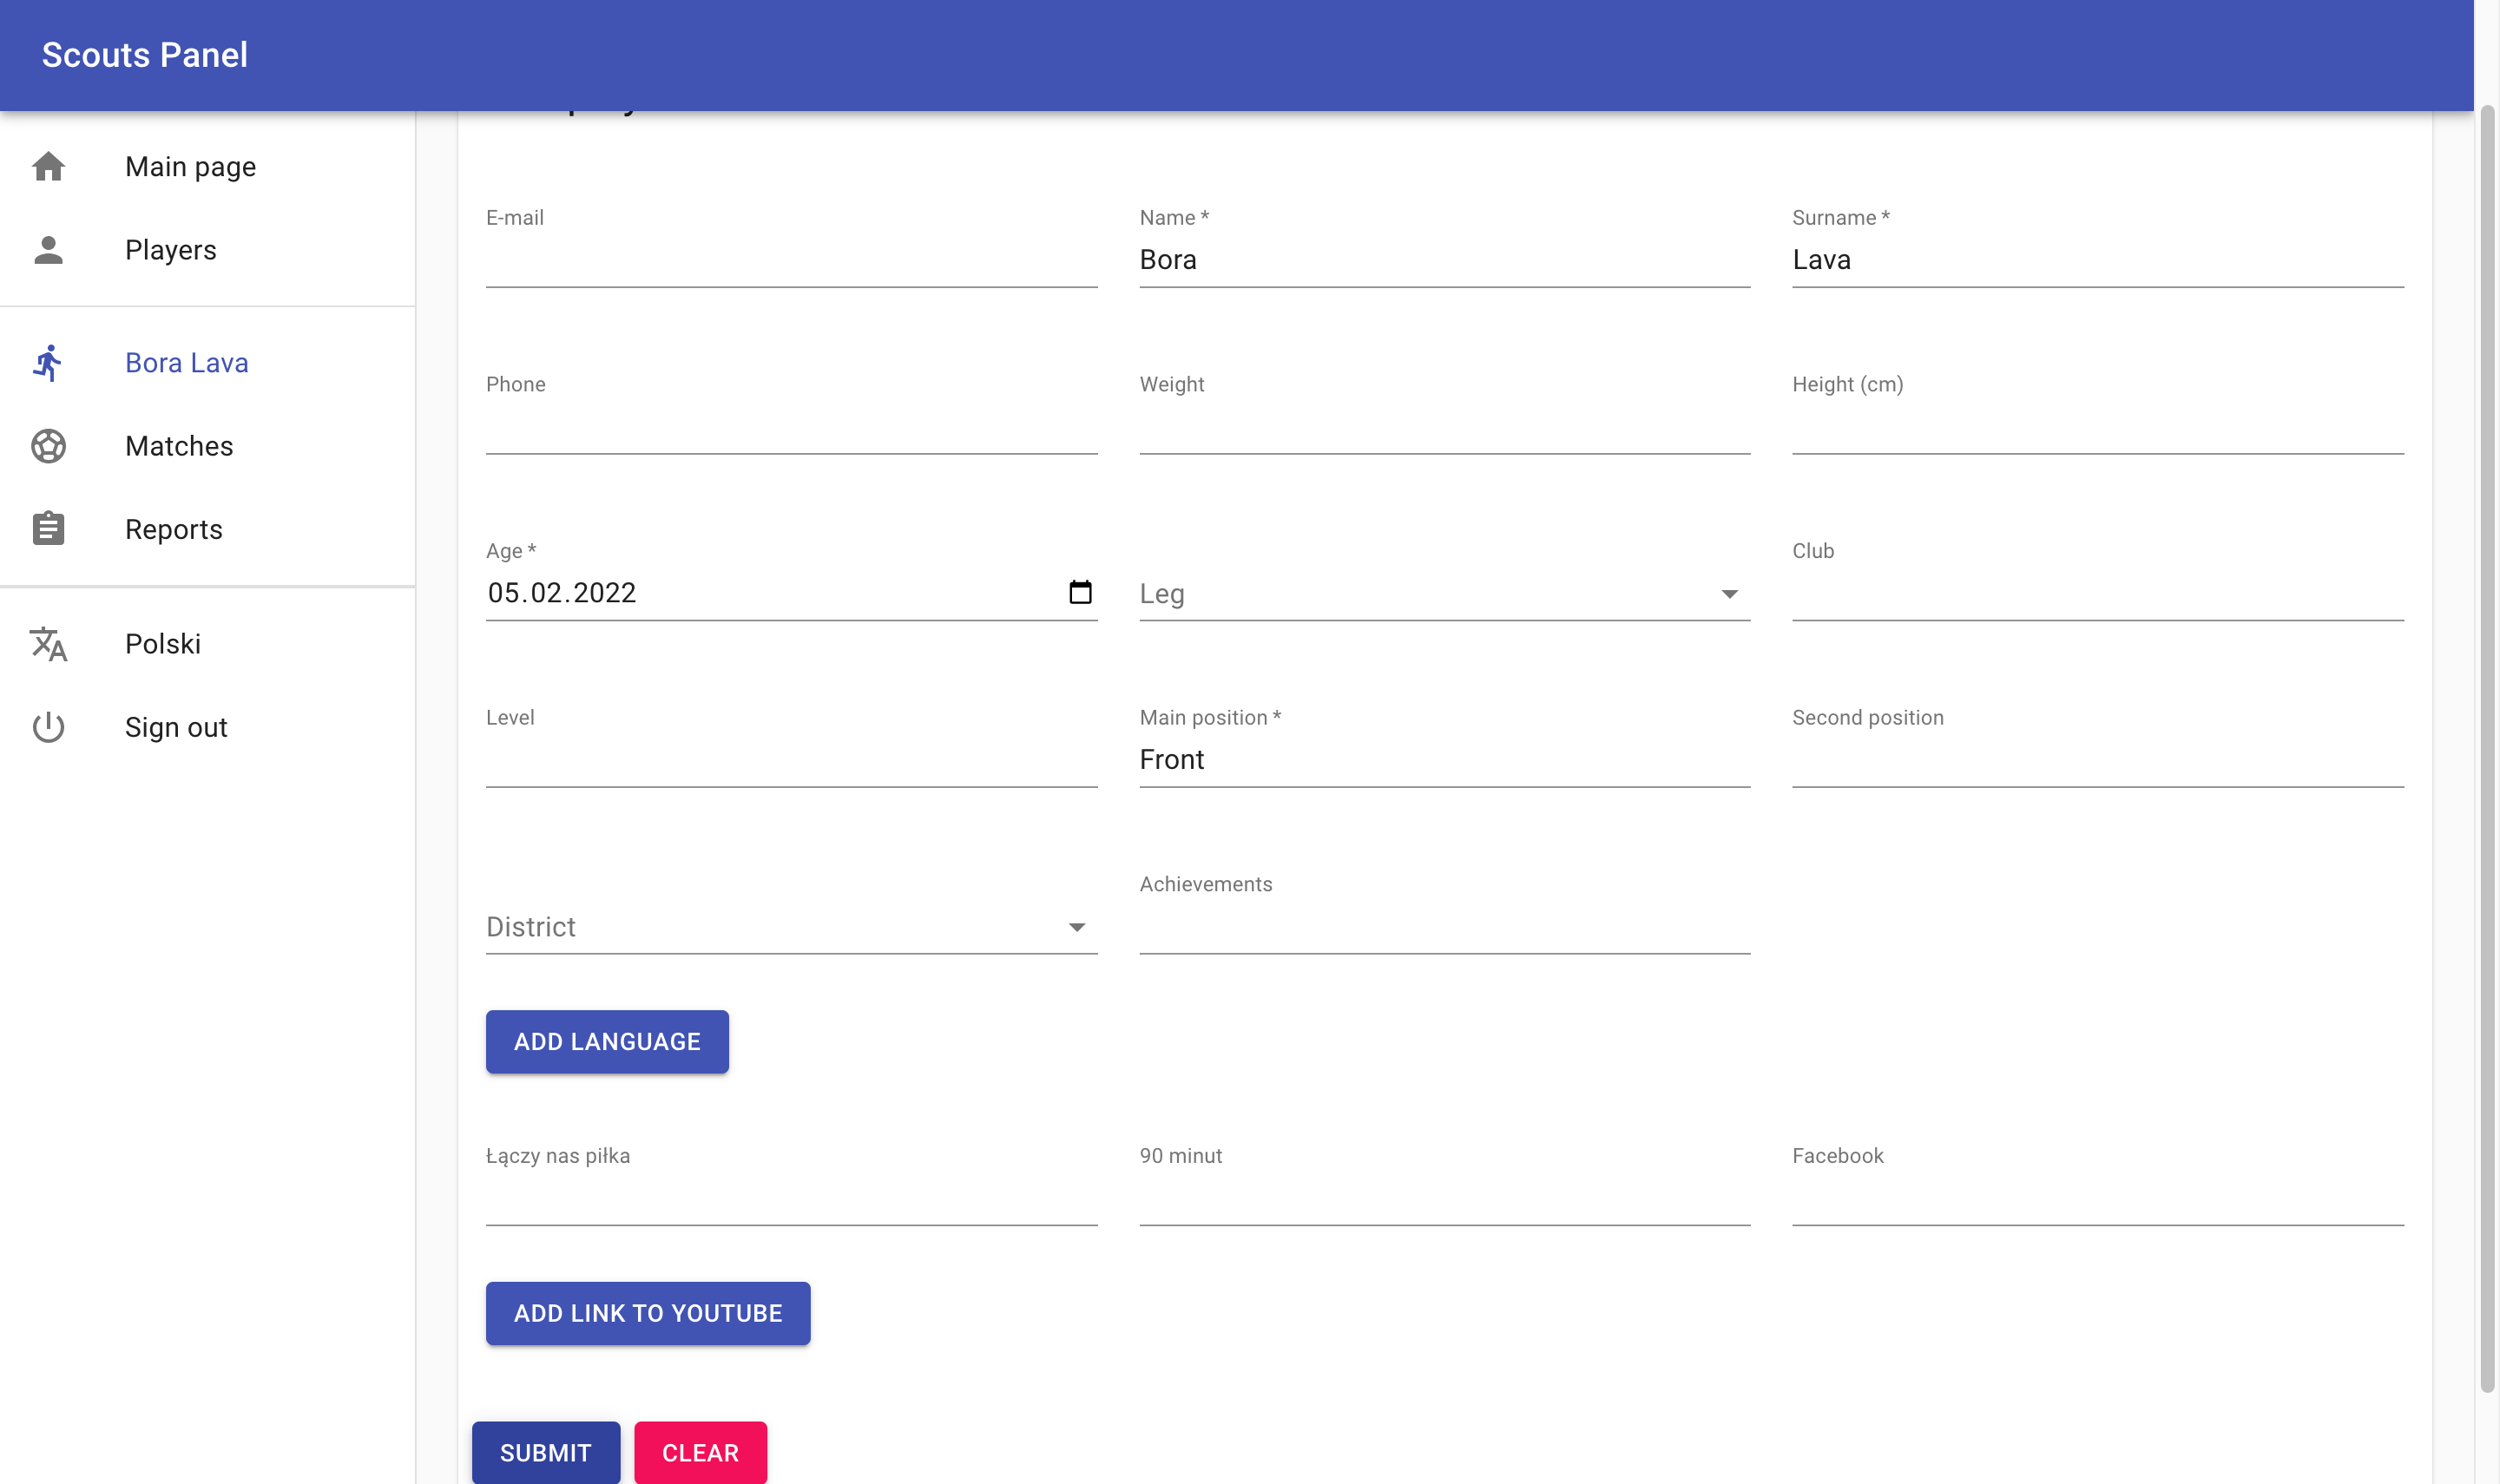 Scouts Panel
Main page
Players
Bora Lava
Matches
Reports
Polski
Sign out
E-mail
Name *
Bora
Surname *
Lava
Phone
Weight
Height (cm)
Age *
05.02.2022
Leg
Club
Level
Main position *
Front
Second position
District
Achievements
ADD LANGUAGE
Łączy nas piłka
90 minut
Facebook
ADD LINK TO YOUTUBE
SUBMIT
CLEAR